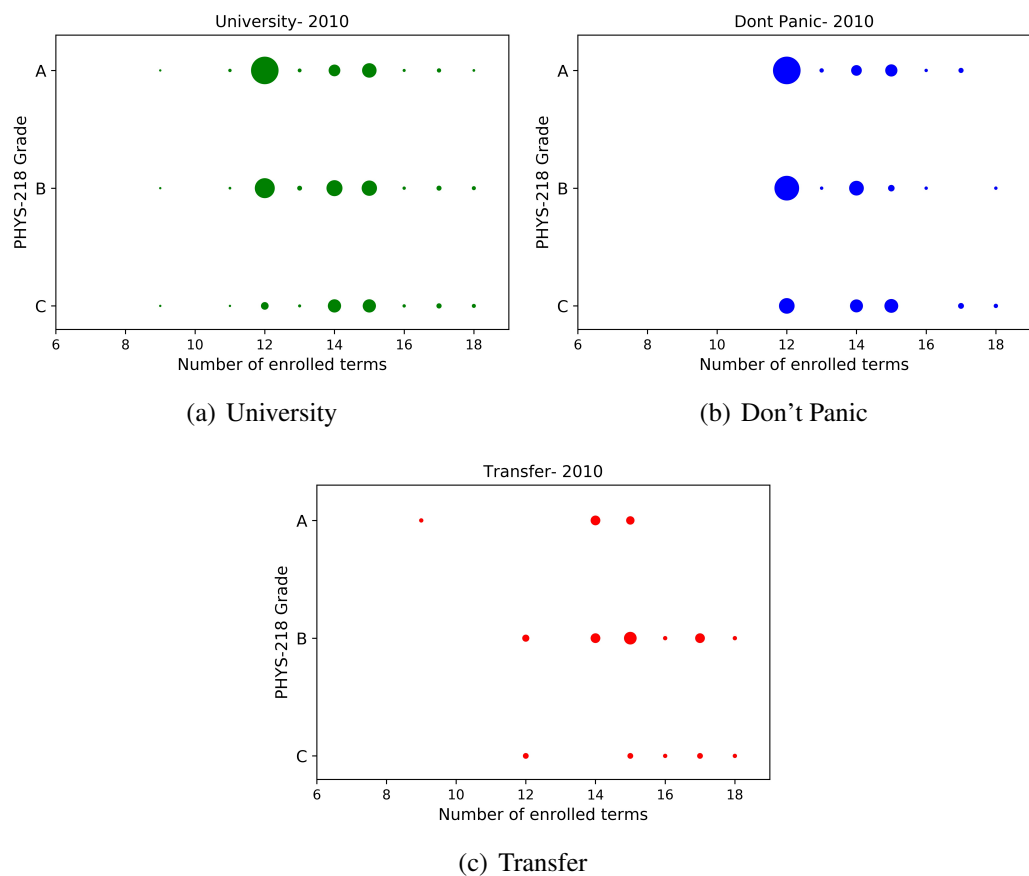 University- 2010
A
B
C
PHYS-218 Grade
6 8 10 12 14 16 18
Number of enrolled terms
(a) University
Dont Panic- 2010
A
B
C
PHYS-218 Grade
6 8 10 12 14 16 18
Number of enrolled terms
(b) Don't Panic
Transfer- 2010
A
B
C
PHYS-218 Grade
6 8 10 12 14 16 18
Number of enrolled terms
(c) Transfer